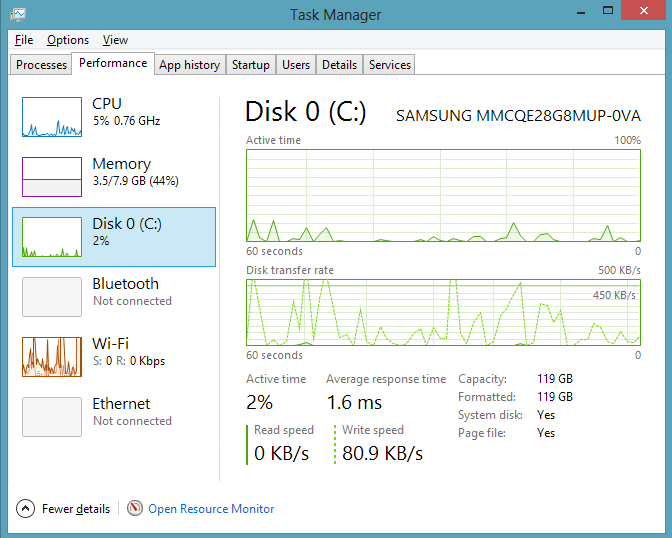 Task Manager
File Options View
Processes Performance App history Startup Users Details Services
CPU
5% 0.76 GHz
Memory
3.5/7.9 GB (44%)
Disk 0 (C:)
2%
Bluetooth
Not connected
Wi-Fi
S: 0 R: 0 Kbps
Ethernet
Not connected
Disk 0 (C:) SAMSUNG MMCQE28G8MUP-0VA
Active time 100%
60 seconds 0
Disk transfer rate 500 KB/s
450 KB/s
60 seconds 0
Active time Average response time
2% 1.6 ms
Read speed Write speed
0 KB/s 80.9 KB/s
Capacity: 119 GB
Formatted: 119 GB
System disk: Yes
Page file: Yes
Fewer details Open Resource Monitor